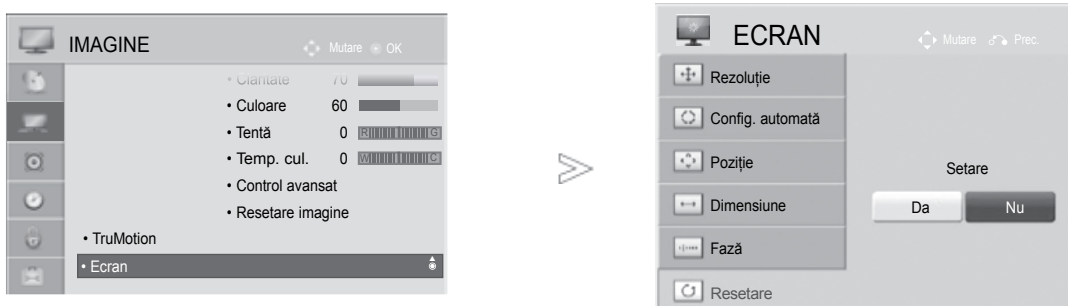 IMAGINE
Mutare OK
• Claritate 70
• Culoare 60
• Tentă 0 R G
• Temp. cul. 0 W C
• Control avansat
• Resetare imagine
• TruMotion
• Ecran
ECRAN
Mutare Prec.
Rezoluție
Config. automată
Poziție
Dimensiune
Fază
Resetare
Setare
Da Nu